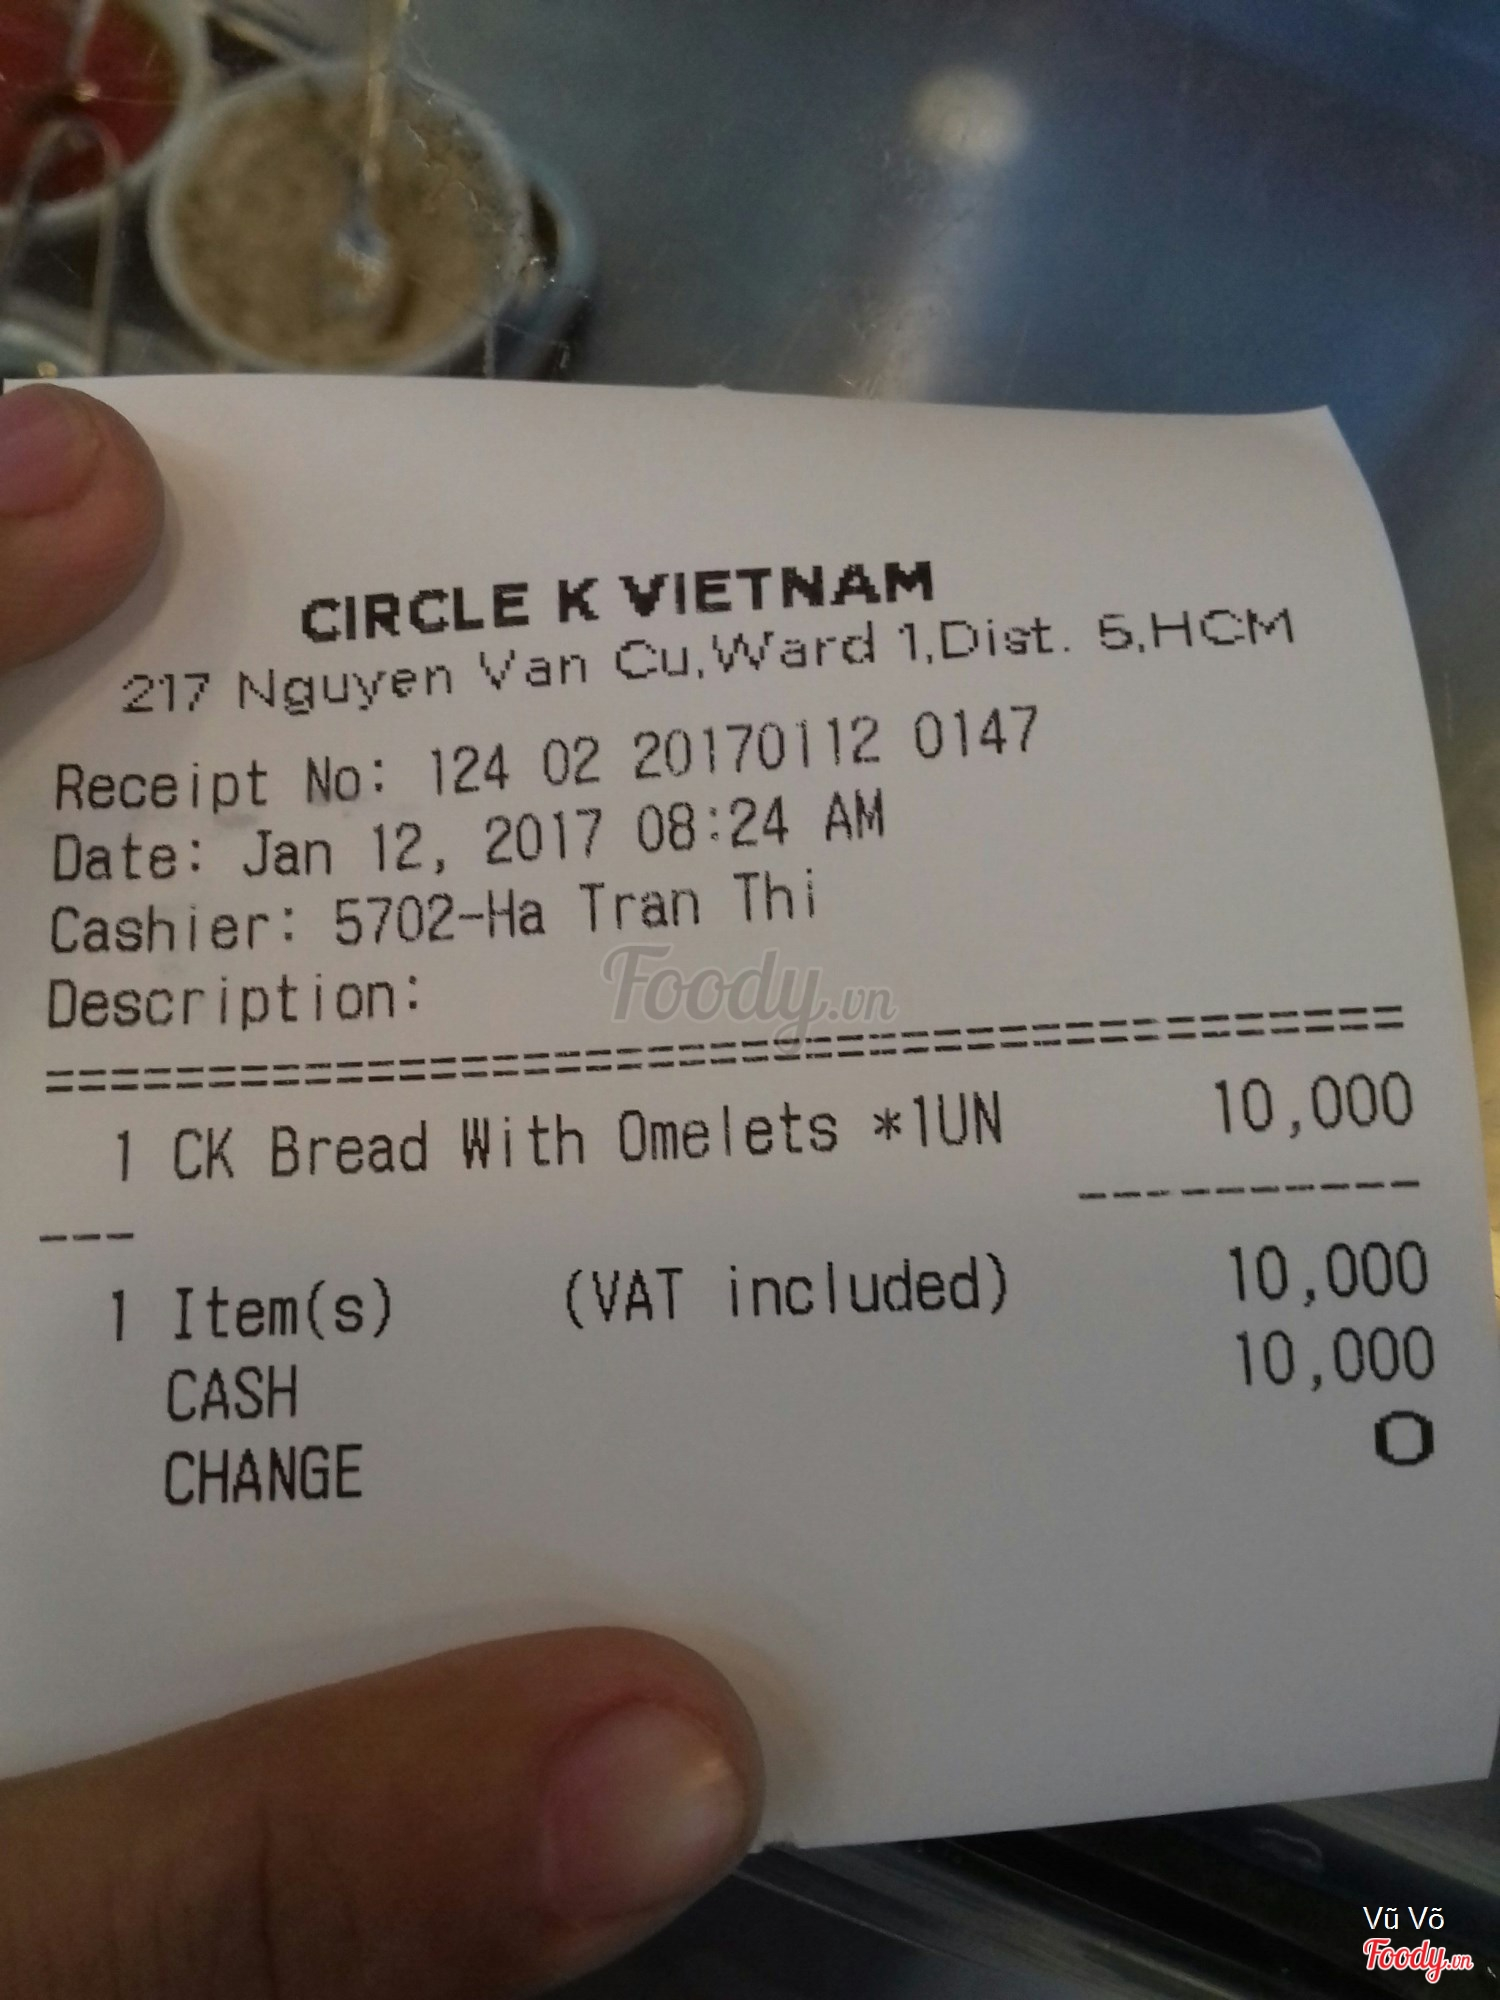 CIRCLE K VIETNAM
217 Nguyen Van Cu,Ward 1,Dist. 5,HCM
Receipt No: 124 02 20170112 0147
Date: Jan 12, 2017 08:24 AM
Cashier: 5702-Ha Tran Thi
Description:
Foody.vn
1 CK Bread With Omelets *1UN 10,000
1 Item(s) (VAT included) 10,000
CASH 10,000
CHANGE 0
Vũ Võ
Foody.vn